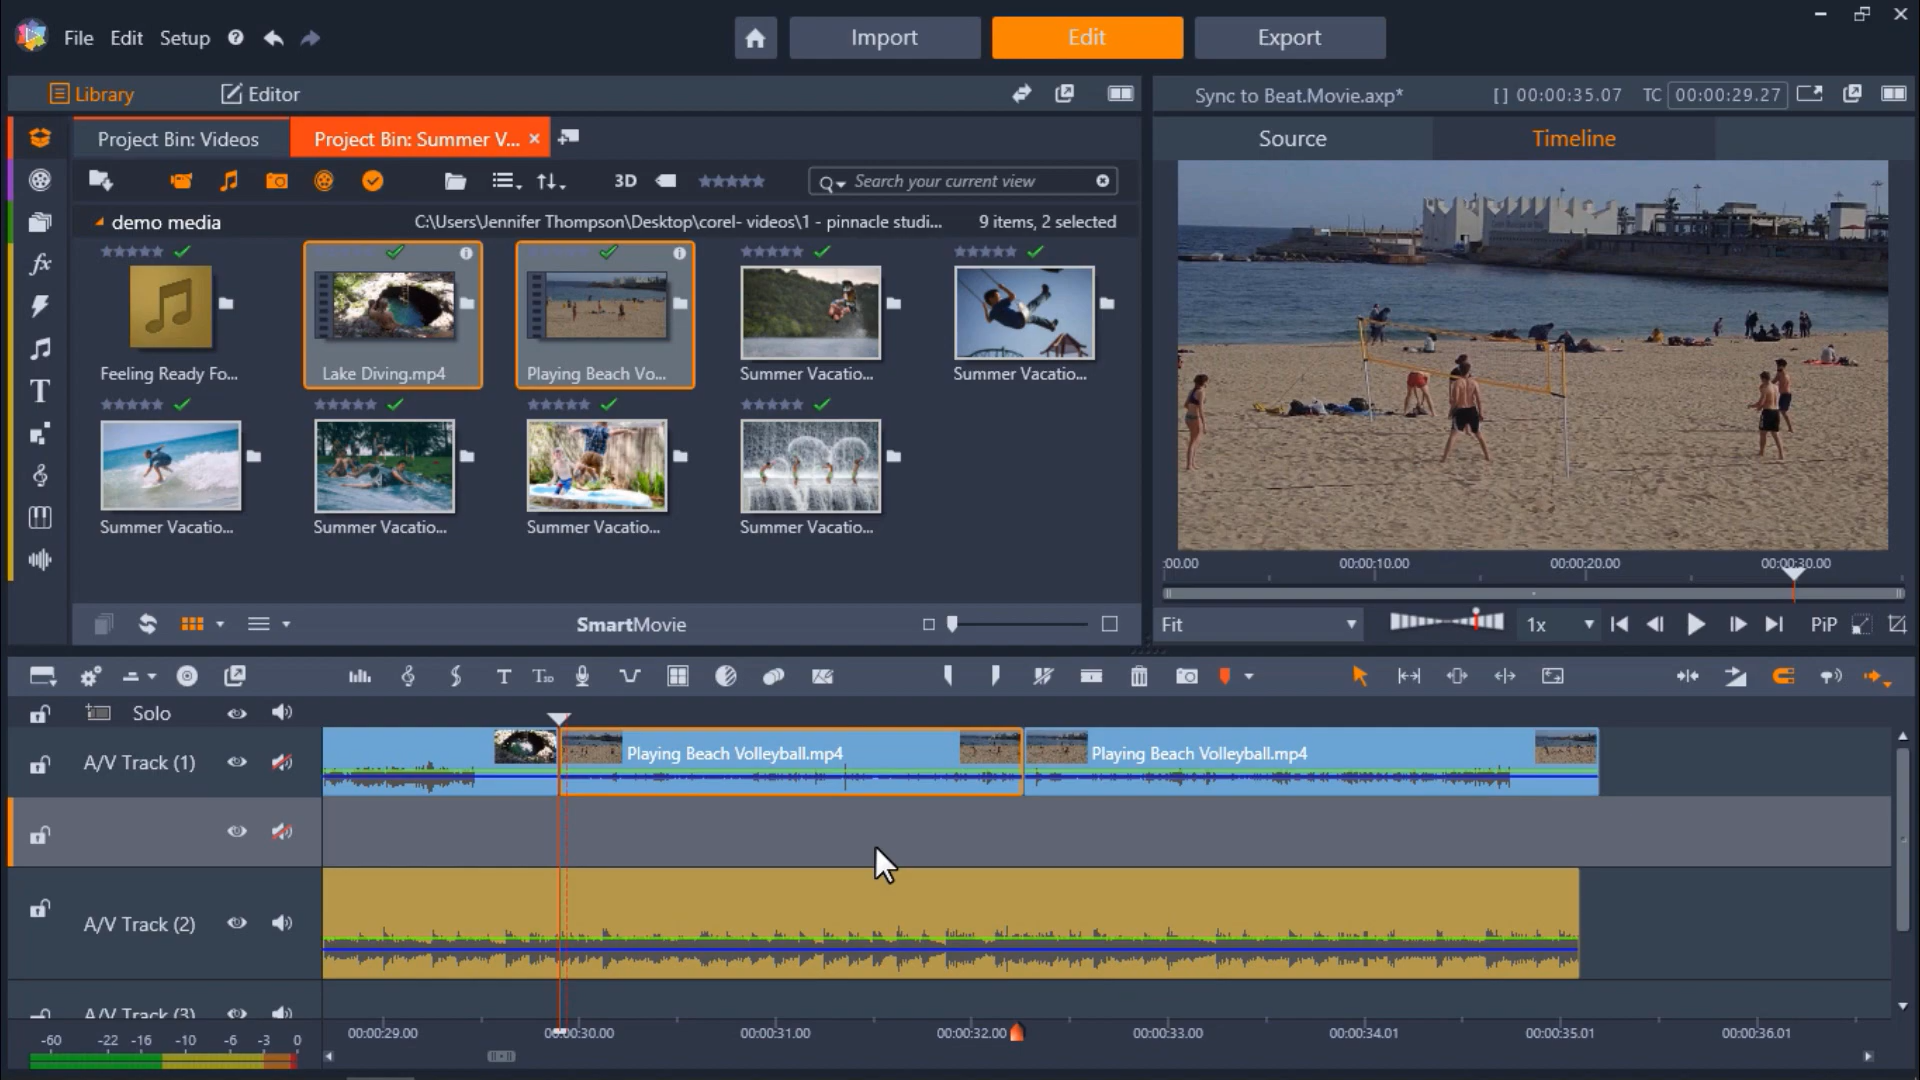 File Edit Setup
Import Edit Export
Library Editor
Sync to Beat.Movie.axp* [] 00:00:35.07 TC 00:00:29.27
Project Bin: Videos Project Bin: Summer V...
Source Timeline
3D Search your current view
demo media C:\Users\Jennifer Thompson\Desktop\corel- videos\1 - pinnacle studi... 9 items, 2 selected
Feeling Ready Fo... Lake Diving.mp4 Playing Beach Vo... Summer Vacatio... Summer Vacatio...
Summer Vacatio... Summer Vacatio... Summer Vacatio... Summer Vacatio...
:00.00 00:00:10.00 00:00:20.00 00:00:30.00
SmartMovie
Fit 1x PiP
T T3D
Solo
A/V Track (1)
Playing Beach Volleyball.mp4 Playing Beach Volleyball.mp4
A/V Track (2)
A/V Track (3)
-60 -22 -16 -10 -6 -3 0
00:00:29.00 00:00:30.00 00:00:31.00 00:00:32.00 00:00:33.00 00:00:34.01 00:00:35.01 00:00:36.01